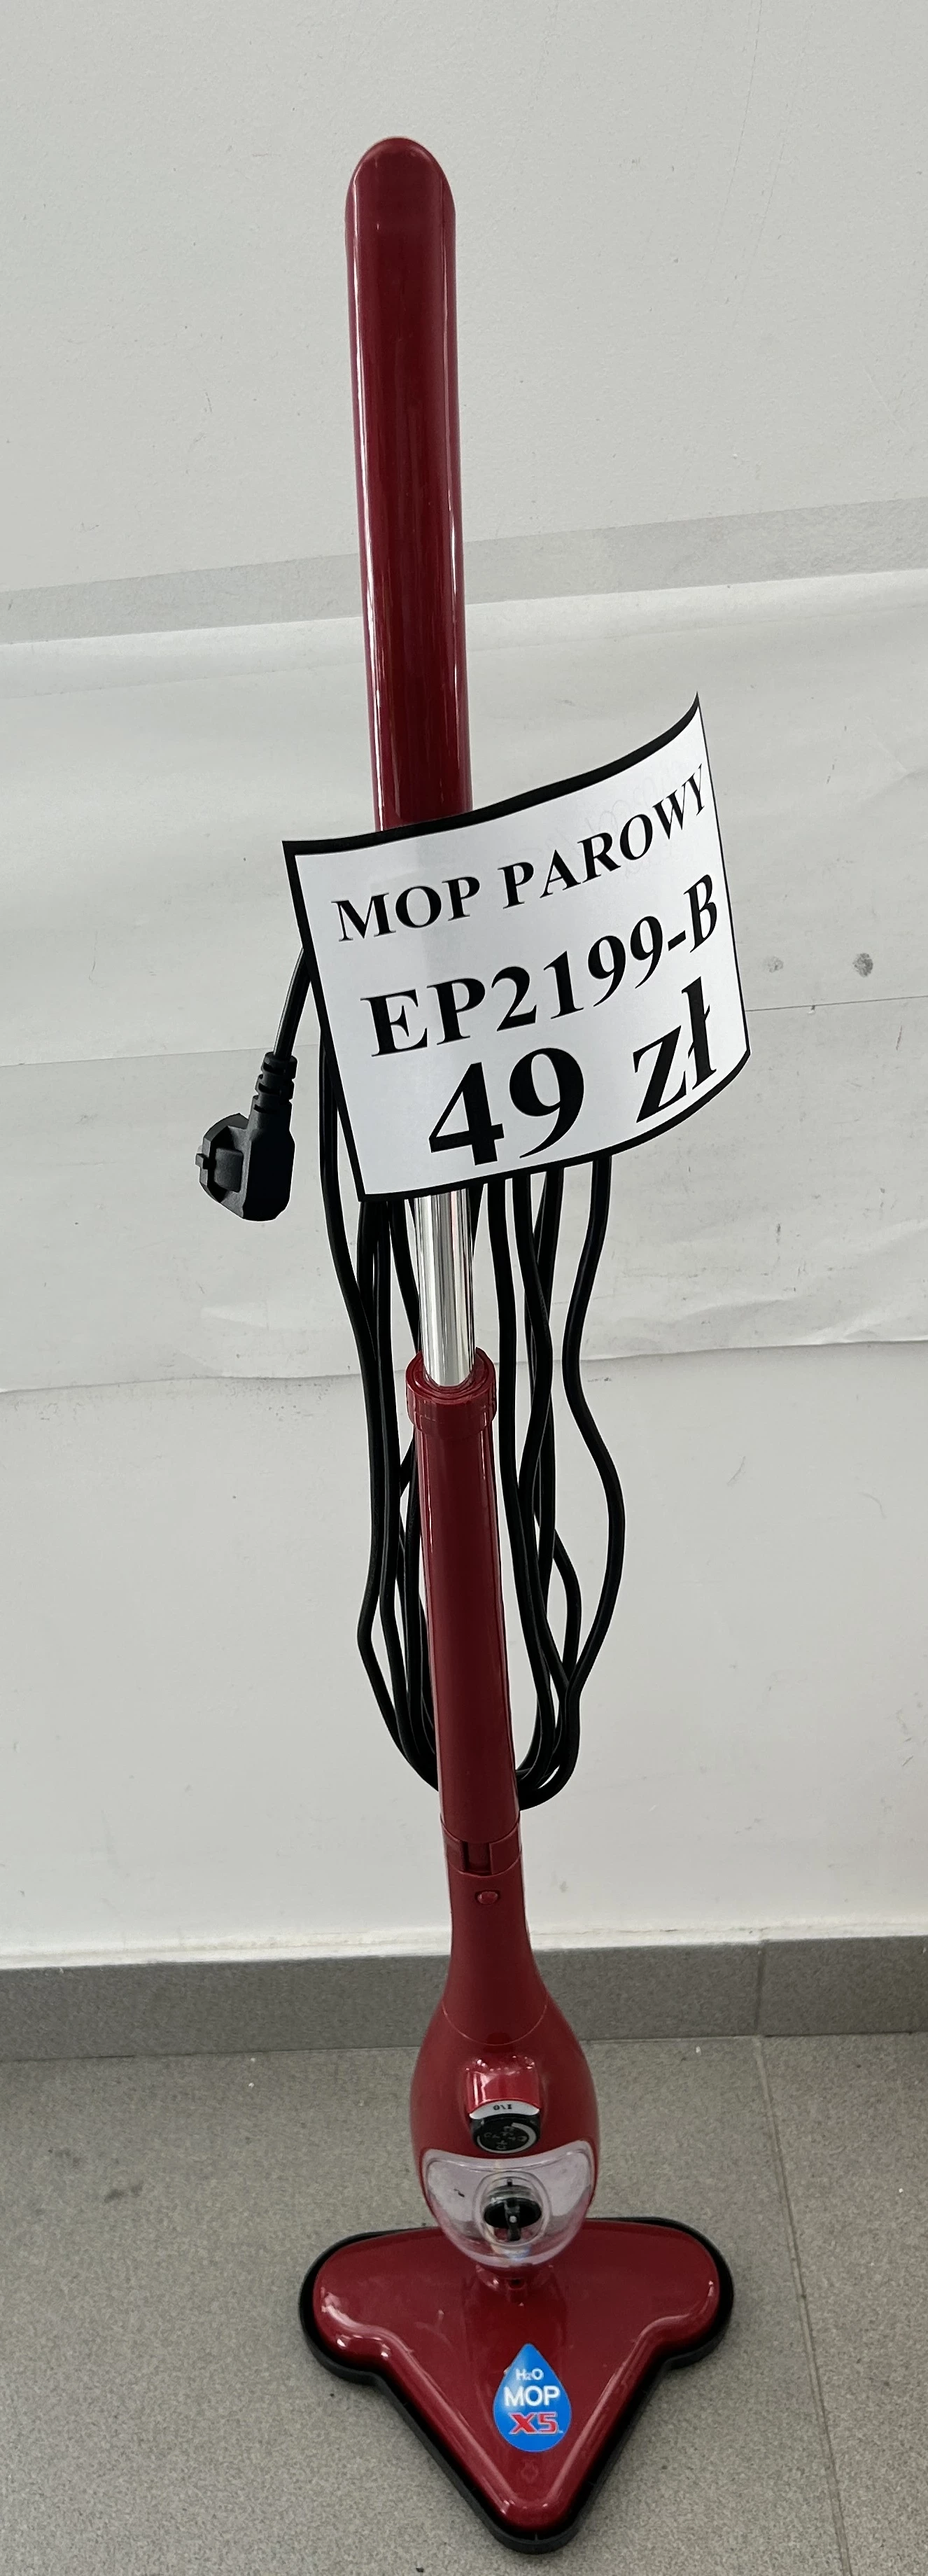 MOP PAROWY
EP2199-B
49 zł
H₂O
MOP
X5